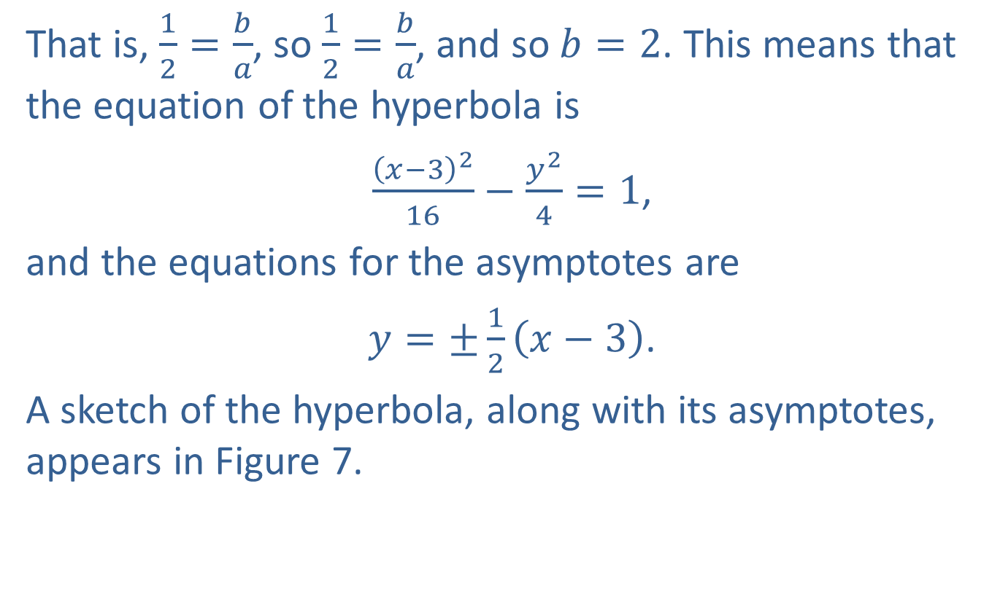 That is, \frac{1}{2} = \frac{b}{a}, so \frac{1}{2} = \frac{b}{a}, and so b = 2. This means that
the equation of the hyperbola is
\frac{(x-3)^2}{16} - \frac{y^2}{4} = 1,
and the equations for the asymptotes are
y = ±\frac{1}{2}(x - 3).
A sketch of the hyperbola, along with its asymptotes,
appears in Figure 7.